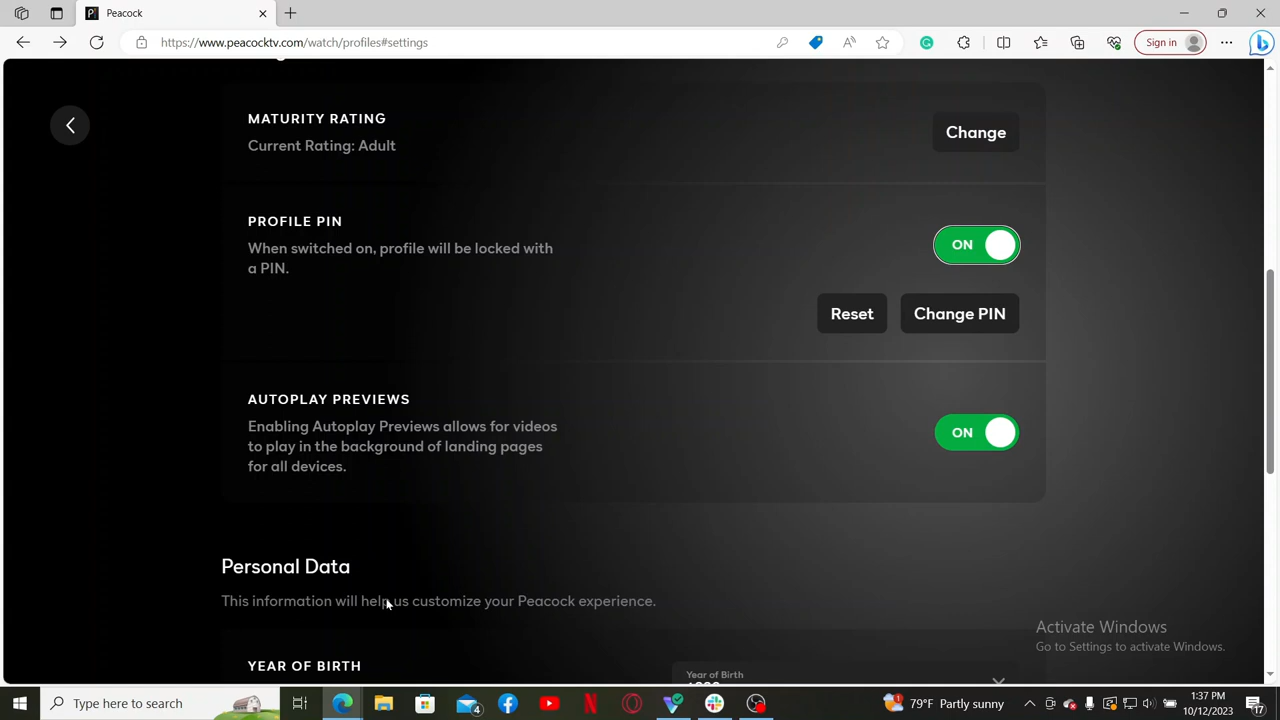 Peacock
https://www.peacocktv.com/watch/profiles#settings
Sign in
MATURITY RATING
Current Rating: Adult
Change
PROFILE PIN
When switched on, profile will be locked with
a PIN.
ON
Reset
Change PIN
AUTOPLAY PREVIEWS
Enabling Autoplay Previews allows for videos
to play in the background of landing pages
for all devices.
ON
Personal Data
This information will help us customize your Peacock experience.
Activate Windows
Go to Settings to activate Windows.
YEAR OF BIRTH
Year of Birth
Type here to search
4
1
79°F Partly sunny
1:37 PM
10/12/2023
17